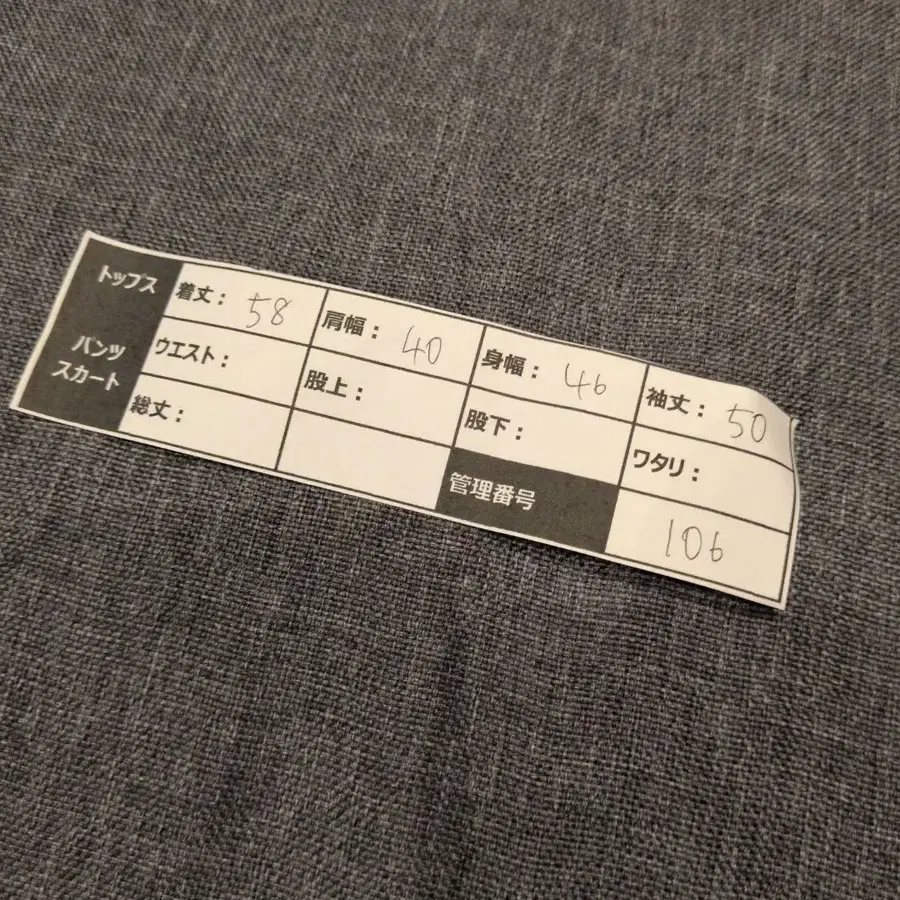 トップス 着丈： 58 肩幅： 40 身幅： 46 袖丈： 50
パンツ スカート ウエスト： 股上： 股下： ワタリ：
総丈： 管理番号 106